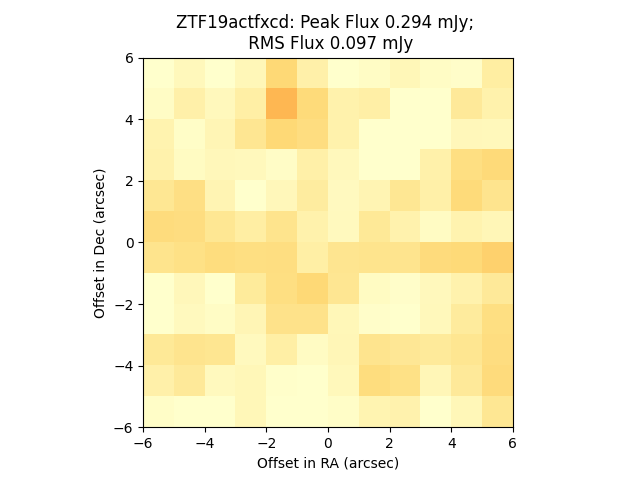 ZTF19actfxcd: Peak Flux 0.294 mJy;
RMS Flux 0.097 mJy
6
4
2
0
−2
−4
−6
Offset in Dec (arcsec)
−6 −4 −2 0 2 4 6
Offset in RA (arcsec)